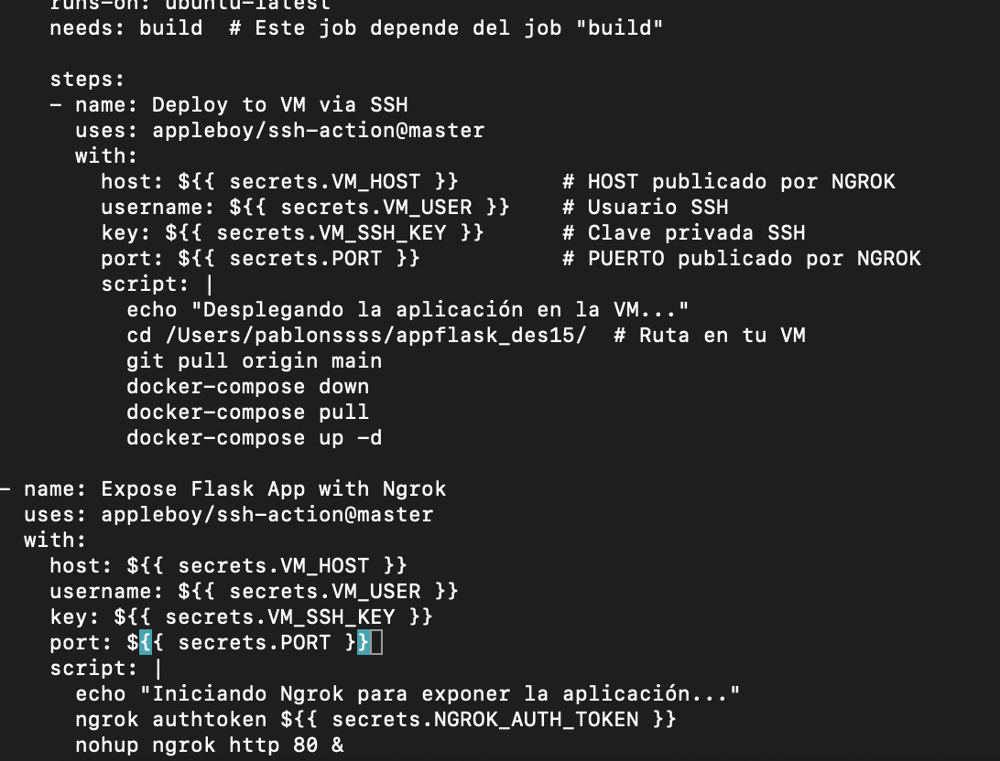 runs-on: ubuntu-latest
needs: build  # Este job depende del job "build"
steps:
- name: Deploy to VM via SSH
uses: appleboy/ssh-action@master
with:
host: ${{ secrets.VM_HOST }}        # HOST publicado por NGROK
username: ${{ secrets.VM_USER }}    # Usuario SSH
key: ${{ secrets.VM_SSH_KEY }}      # Clave privada SSH
port: ${{ secrets.PORT }}           # PUERTO publicado por NGROK
script: |
echo "Desplegando la aplicación en la VM..."
cd /Users/pablonssss/appflask_des15/  # Ruta en tu VM
git pull origin main
docker-compose down
docker-compose pull
docker-compose up -d
- name: Expose Flask App with Ngrok
uses: appleboy/ssh-action@master
with:
host: ${{ secrets.VM_HOST }}
username: ${{ secrets.VM_USER }}
key: ${{ secrets.VM_SSH_KEY }}
port: ${{ secrets.PORT }}
script: |
echo "Iniciando Ngrok para exponer la aplicación..."
ngrok authtoken ${{ secrets.NGROK_AUTH_TOKEN }}
nohup ngrok http 80 &